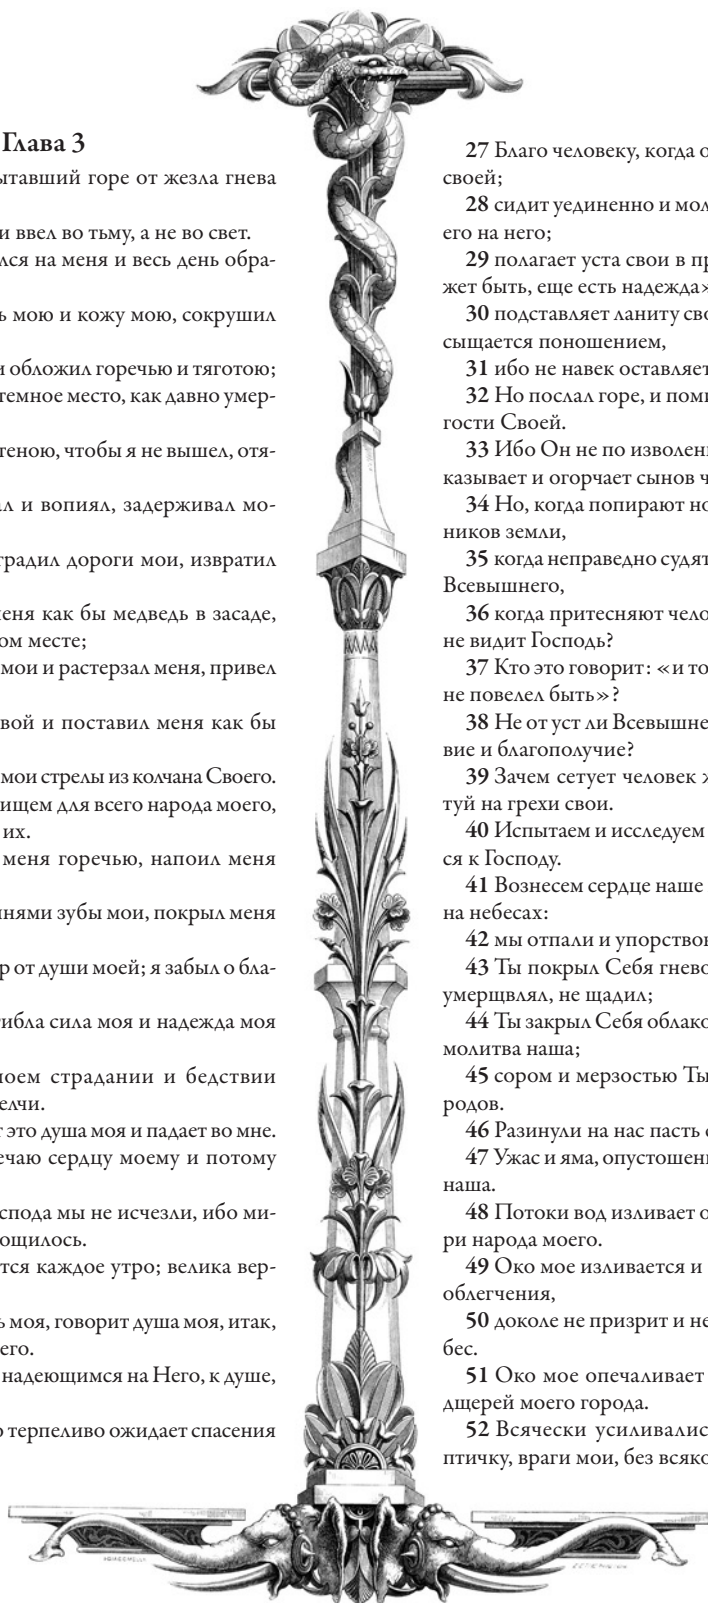 Глава 3
ытавший горе от жезла гнева
и ввел во тьму, а не во свет.
лся на меня и весь день обра-
ь мою и кожу мою, сокрушил
и обложил горечью и тяготою;
темное место, как давно умер-
теною, чтобы я не вышел, отя-
ал и вопиял, задерживал мо-
градил дороги мои, извратил
еня как бы медведь в засаде,
ом месте;
мои и растерзал меня, привел
вой и поставил меня как бы
мои стрелы из колчана Своего.
ищем для всего народа моего,
их.
меня горечью, напоил меня
нями зубы мои, покрыл меня
р от души моей; я забыл о бла-
гибла сила моя и надежда моя
моем страдании и бедствии
елчи.
т это душа моя и падает во мне.
ечаю сердцу моему и потому
спода мы не исчезли, ибо ми-
ощилось.
тся каждое утро; велика вер-
ь моя, говорит душа моя, итак,
его.
надеющимся на Него, к душе,
о терпеливо ожидает спасения
27 Благо человеку, когда о
своей;
28 сидит уединенно и мол
его на него;
29 полагает уста свои в пр
жет быть, еще есть надежда»
30 подставляет ланиту сво
сыщается поношением,
31 ибо не навек оставляет
32 Но послал горе, и поми
гости Своей.
33 Ибо Он не по изволени
казывает и огорчает сынов ч
34 Но, когда попирают но
ников земли,
35 когда неправедно судят
Всевышнего,
36 когда притесняют чело
не видит Господь?
37 Кто это говорит: «и то
не повелел быть»?
38 Не от уст ли Всевышне
вие и благополучие?
39 Зачем сетует человек ж
туй на грехи свои.
40 Испытаем и исследуем
ся к Господу.
41 Вознесем сердце наше
на небесах:
42 мы отпали и упорствов
43 Ты покрыл Себя гнево
умерщвлял, не щадил;
44 Ты закрыл Себя облако
молитва наша;
45 сором и мерзостью Ты
родов.
46 Разинули на нас пасть с
47 Ужас и яма, опустошени
наша.
48 Потоки вод изливает о
ри народа моего.
49 Око мое изливается и
облегчения,
50 доколе не призрит и не
бес.
51 Око мое опечаливает
дщерей моего города.
52 Всячески усиливалис
птичку, враги мои, без всяко